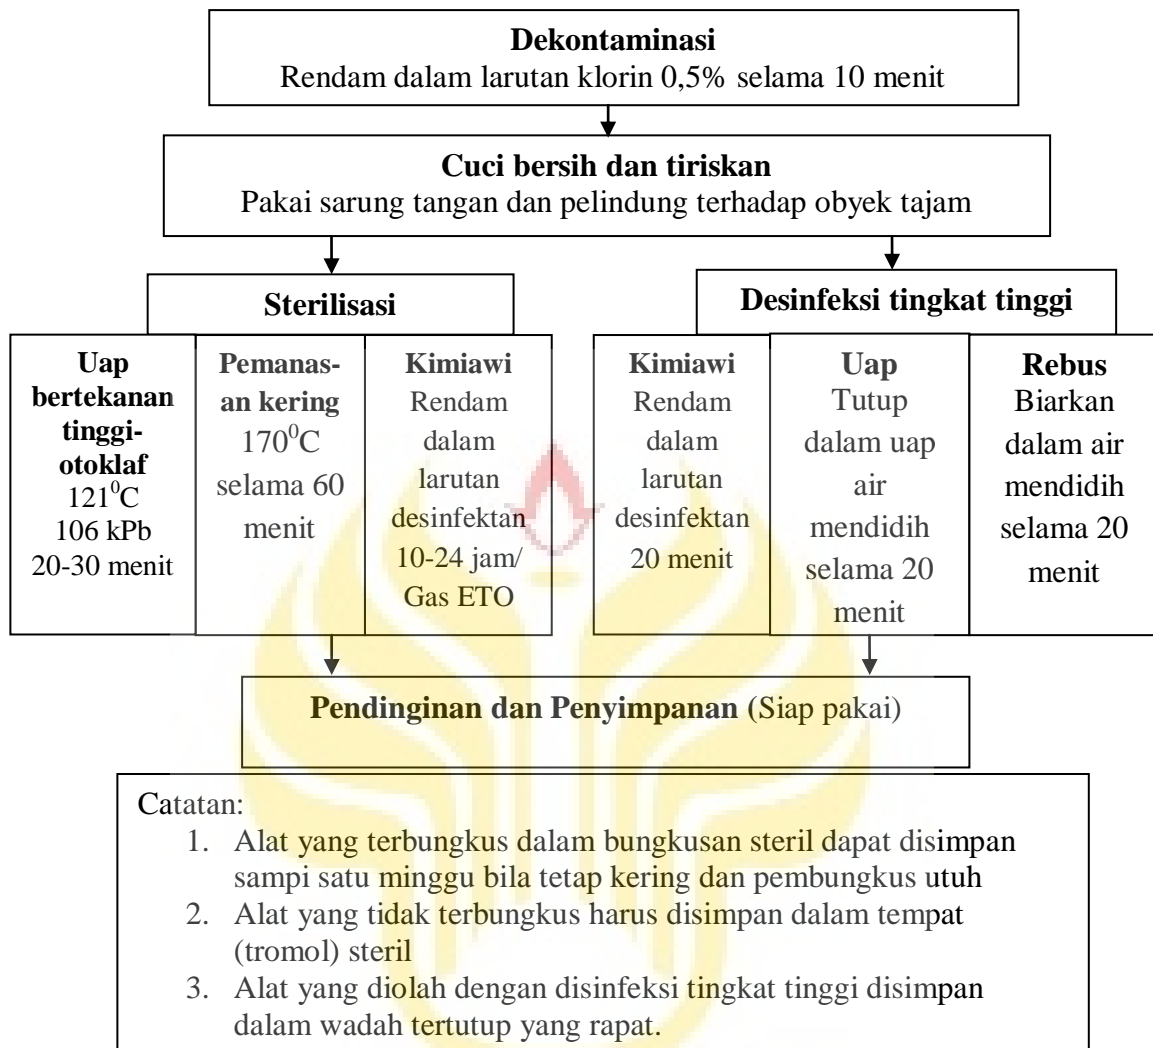 Dekontaminasi
Rendam dalam larutan klorin 0,5% selama 10 menit
Cuci bersih dan tiriskan
Pakai sarung tangan dan pelindung terhadap obyek tajam
Sterilisasi
Desinfeksi tingkat tinggi
Uap
bertekanan
tinggi-
otoklaf
121⁰C
106 kPb
20-30 menit
Pemanas-
an kering
170⁰C
selama 60
menit
Kimiawi
Rendam
dalam
larutan
desinfektan
10-24 jam/
Gas ETO
Kimiawi
Rendam
dalam
larutan
desinfektan
20 menit
Uap
Tutup
dalam uap
air
mendidih
selama 20
menit
Rebus
Biarkan
dalam air
mendidih
selama 20
menit
Pendinginan dan Penyimpanan (Siap pakai)
Catatan:
1. Alat yang terbungkus dalam bungkusan steril dapat disimpan
sampi satu minggu bila tetap kering dan pembungkus utuh
2. Alat yang tidak terbungkus harus disimpan dalam tempat
(tromol) steril
3. Alat yang diolah dengan disinfeksi tingkat tinggi disimpan
dalam wadah tertutup yang rapat.